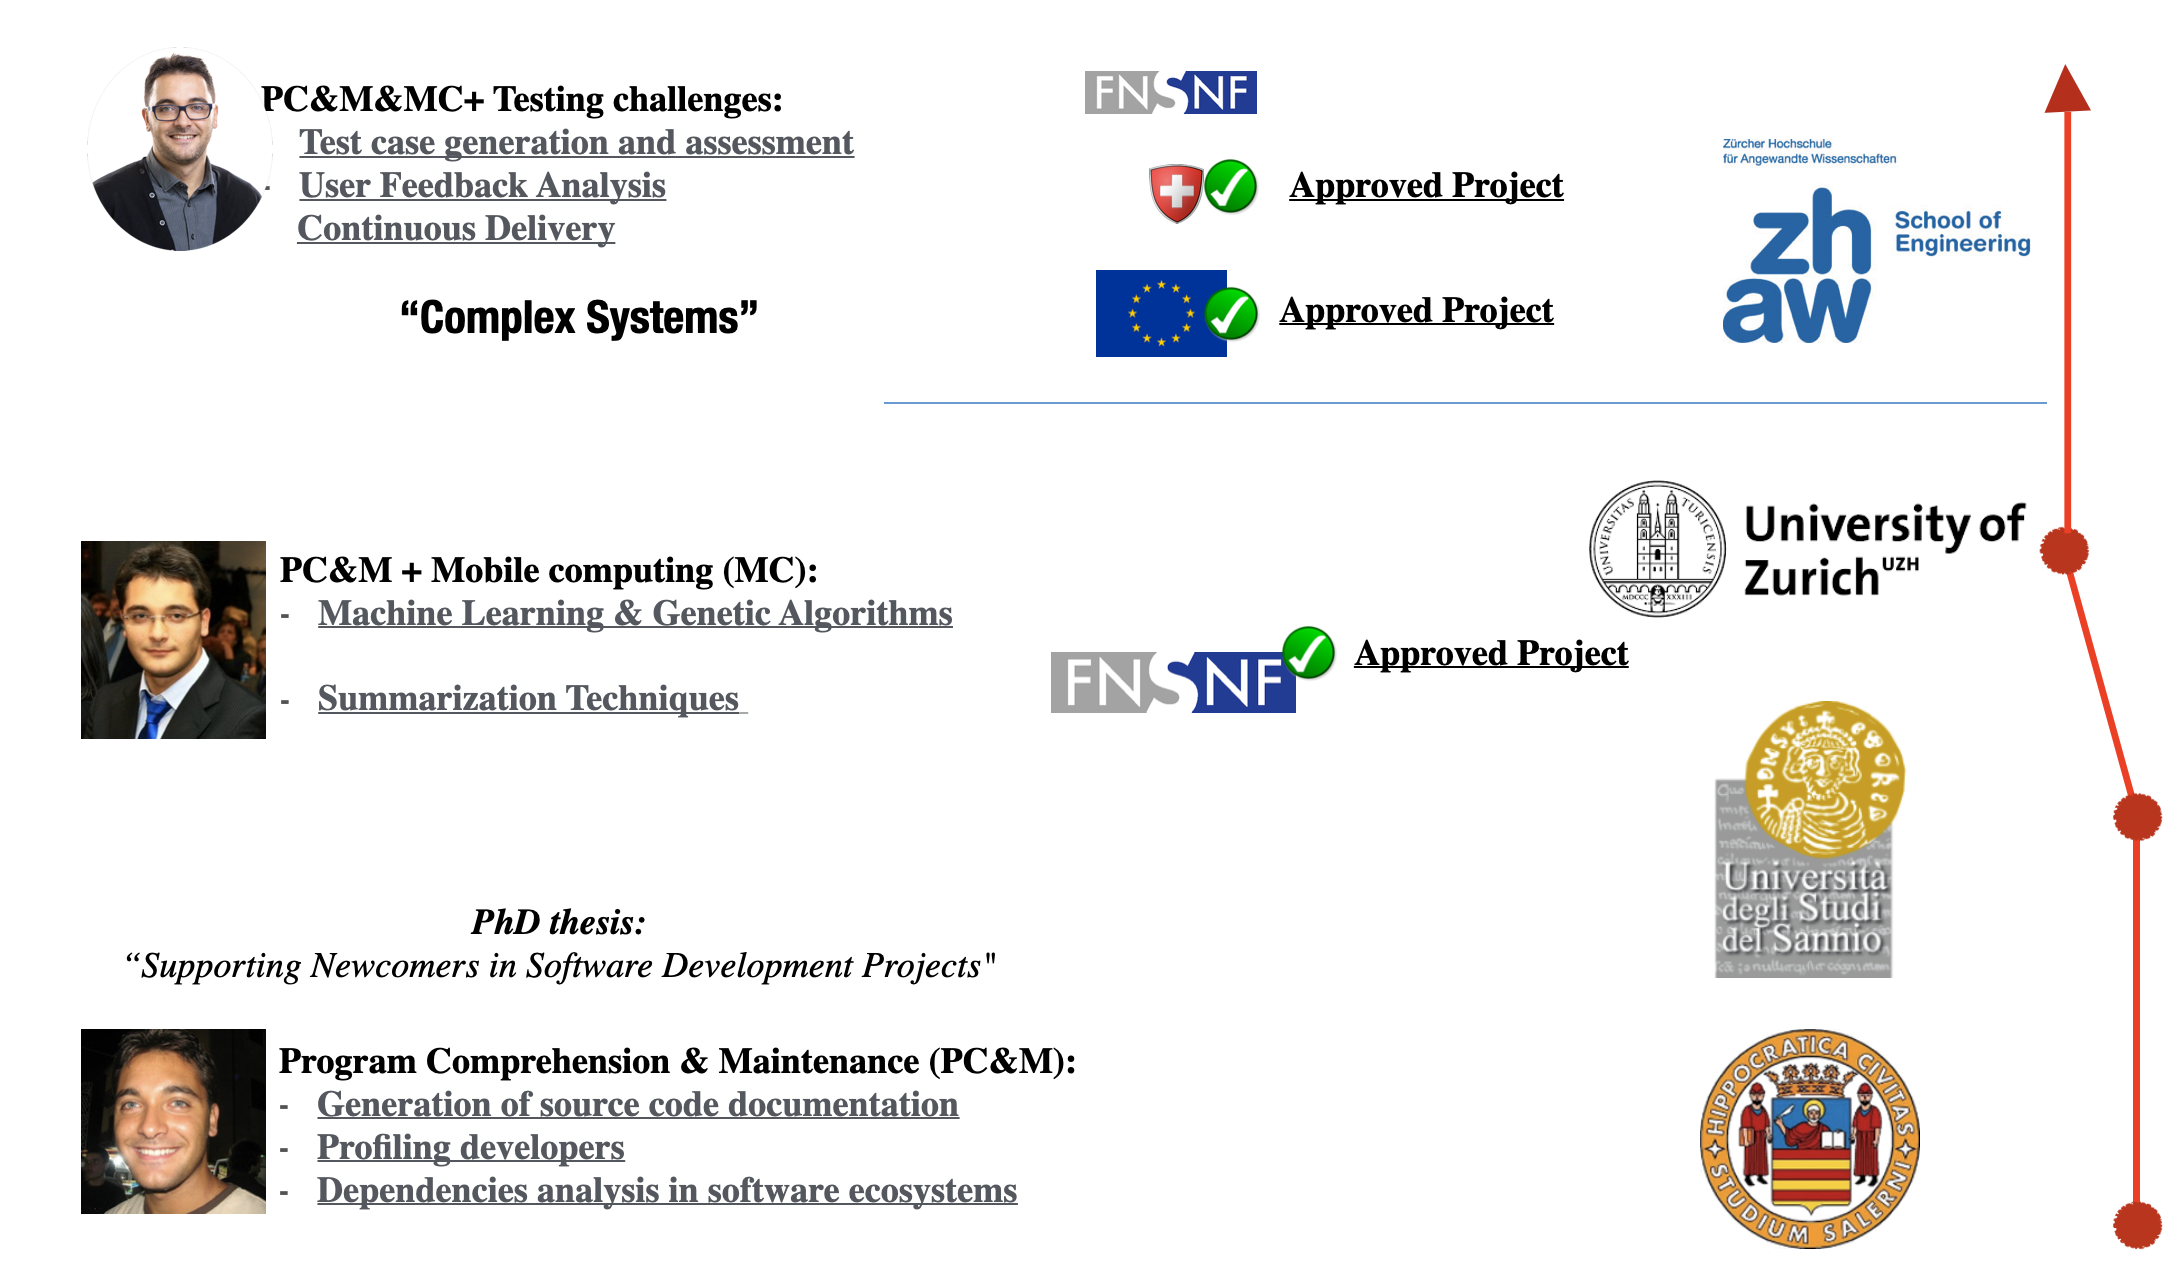 PC&M&MC+ Testing challenges:
Test case generation and assessment
- User Feedback Analysis
Continuous Delivery
“Complex Systems”
FNSNF
Approved Project
Approved Project
Zürcher Hochschule
für Angewandte Wissenschaften
zh
aw
School of
Engineering
PC&M + Mobile computing (MC):
- Machine Learning & Genetic Algorithms
- Summarization Techniques
FNSNF
Approved Project
UNIVERSITAS TURICENSIS
MDCCC XXXIII
University of
Zurich UZH
Università
degli Studi
del Sannio
PhD thesis:
“Supporting Newcomers in Software Development Projects"
Program Comprehension & Maintenance (PC&M):
- Generation of source code documentation
- Profiling developers
- Dependencies analysis in software ecosystems
HIPPOCRATICA CIVITAS
STUDIUM SALERNI